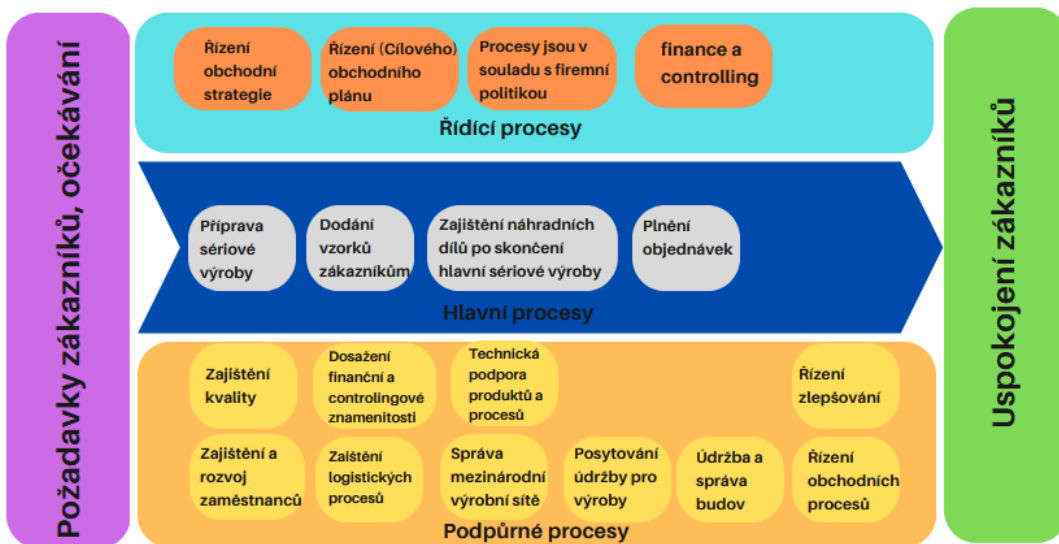 Požadavky zákazníků, očekávání
Řízení
obchodní
strategie
Řízení (Cílového)
obchodního
plánu
Procesy jsou v
souladu s firemní
politikou
finance a
controlling
Řídící procesy
Příprava
sériové
výroby
Dodání
vzorků
zákazníkům
Zajištění náhradních
dílů po skončení
hlavní sériové výroby
Plnění
objednávek
Hlavní procesy
Zajištění
kvality
Dosažení
finanční a
controlingové
znamenitosti
Technická
podpora
produktů a
procesů
Řízení
zlepšování
Zajištění a
rozvoj
zaměstnanců
Zaištění
logistických
procesů
Správa
mezinárodní
výrobní sítě
Posytování
údržby pro
výroby
Údržba a
správa
budov
Řízení
obchodních
procesů
Podpůrné procesy
Uspokojení zákazníků